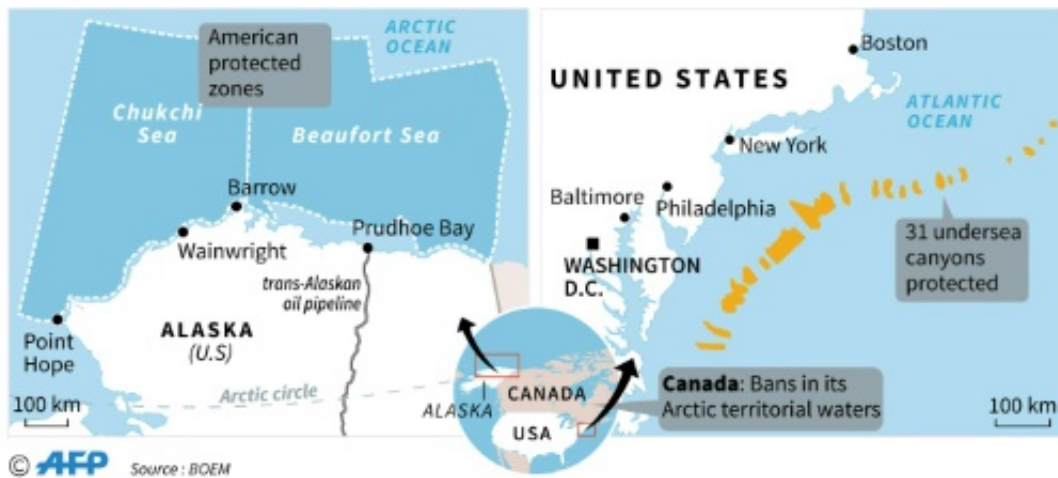 American
protected
zones
ARCTIC
OCEAN
Chukchi
Sea
Beaufort Sea
Barrow
Wainwright
Prudhoe Bay
trans-Alaskan
oil pipeline
Point
Hope
ALASKA
(U.S)
Arctic circle
100 km
UNITED STATES
Boston
ATLANTIC
OCEAN
New York
Baltimore
Philadelphia
WASHINGTON
D.C.
31 undersea
canyons
protected
ALASKA
CANADA
USA
Canada: Bans in its
Arctic territorial waters
100 km
© AFP Source : BOEM